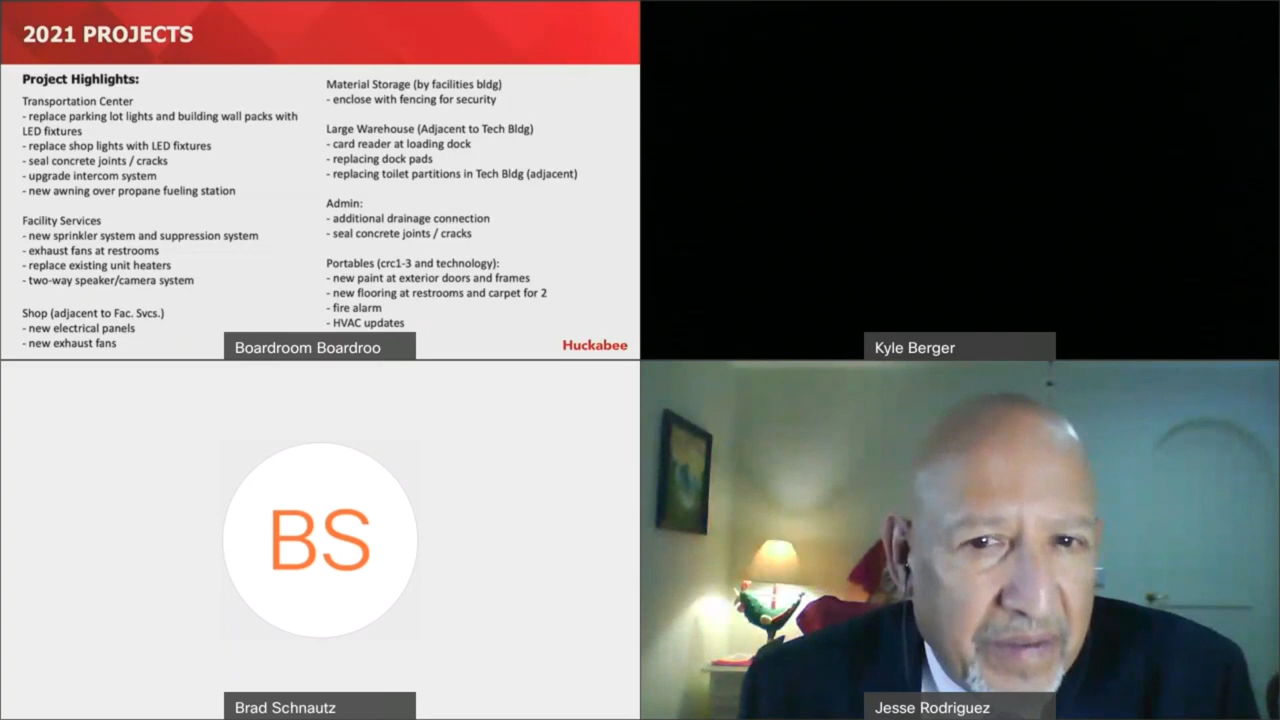 2021 PROJECTS
Project Highlights:
Transportation Center
- replace parking lot lights and building wall packs with
LED fixtures
- replace shop lights with LED fixtures
- seal concrete joints / cracks
- upgrade intercom system
- new awning over propane fueling station
Facility Services
- new sprinkler system and suppression system
- exhaust fans at restrooms
- replace existing unit heaters
- two-way speaker/camera system
Shop (adjacent to Fac. Svcs.)
- new electrical panels
- new exhaust fans
Material Storage (by facilities bldg)
- enclose with fencing for security
Large Warehouse (Adjacent to Tech Bldg)
- card reader at loading dock
- replacing dock pads
- replacing toilet partitions in Tech Bldg (adjacent)
Admin:
- additional drainage connection
- seal concrete joints / cracks
Portables (crc1-3 and technology):
- new paint at exterior doors and frames
- new flooring at restrooms and carpet for 2
- fire alarm
- HVAC updates
Huckabee
Boardroom Boardroo
Kyle Berger
BS
Brad Schnautz
Jesse Rodriguez